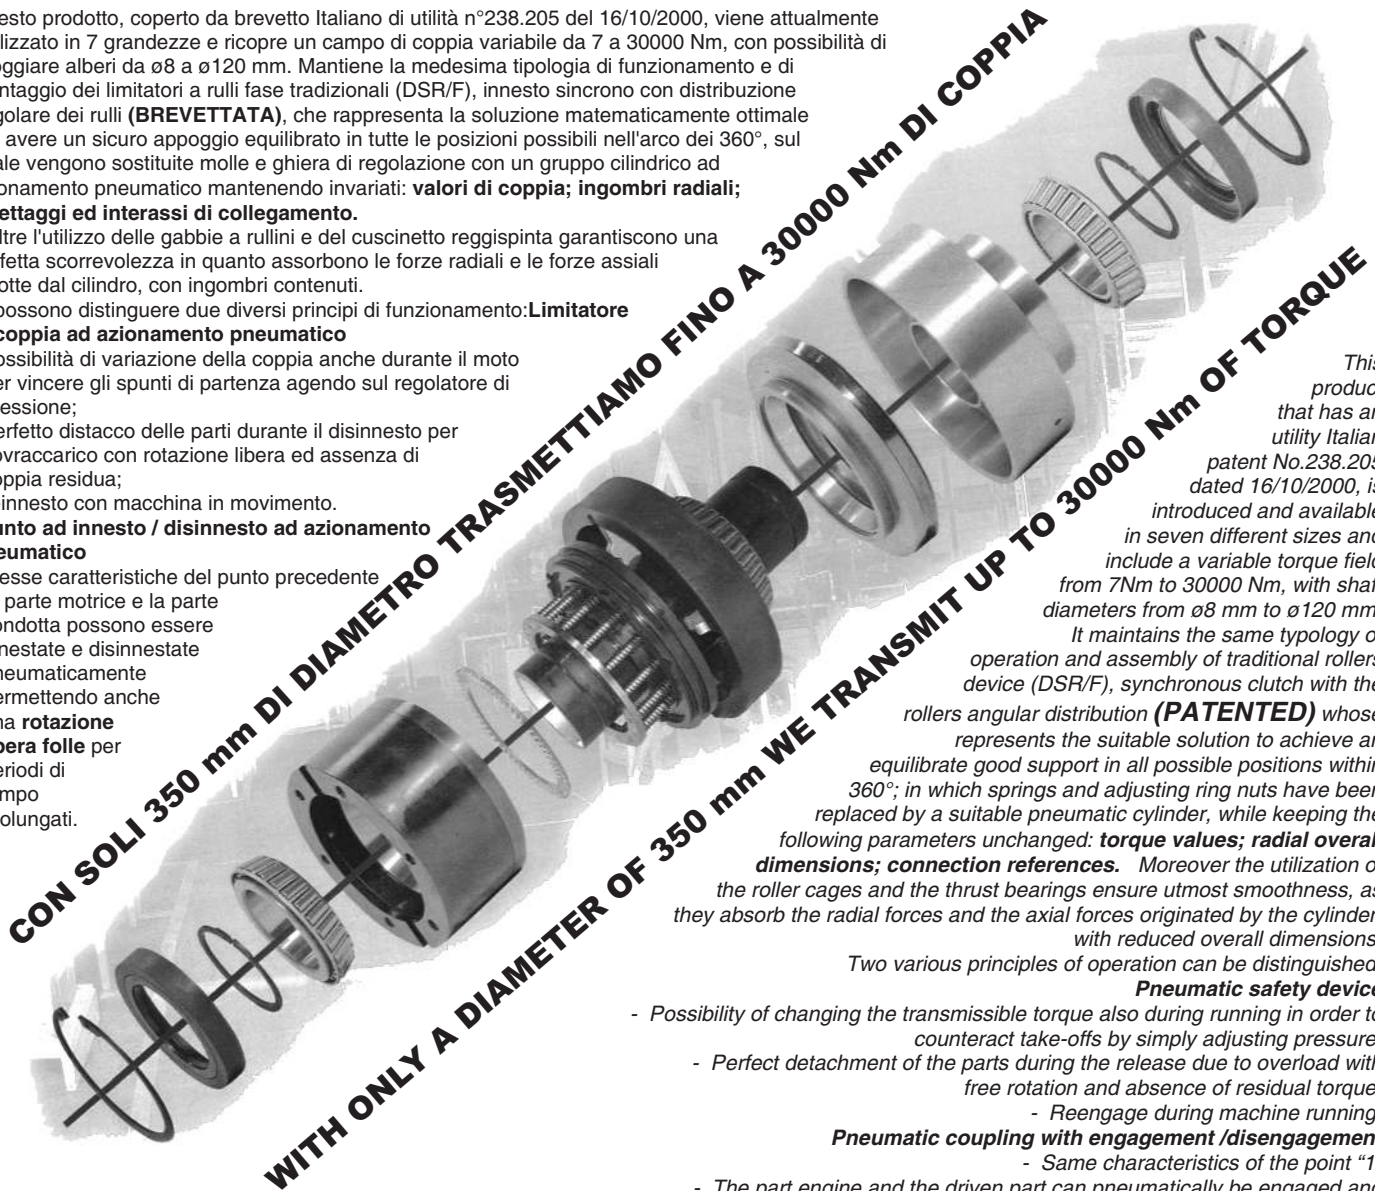 esto prodotto, coperto da brevetto Italiano di utilità n°238.205 del 16/10/2000, viene attualmente
lizzato in 7 grandezze e ricopre un campo di coppia variabile da 7 a 30000 Nm, con possibilità di
oggiare alberi da ø8 a ø120 mm. Mantiene la medesima tipologia di funzionamento e di
ntaggio dei limitatori a rulli fase tradizionali (DSR/F), innesto sincrono con distribuzione
golare dei rulli (BREVETTATA), che rappresenta la soluzione matematicamente ottimale
avere un sicuro appoggio equilibrato in tutte le posizioni possibili nell'arco dei 360°, sul
ale vengono sostituite molle e ghiera di regolazione con un gruppo cilindrico ad
onamento pneumatico mantenendo invariati: valori di coppia; ingombri radiali;
ettaggi ed interassi di collegamento.
ltre l'utilizzo delle gabbie a rullini e del cuscinetto reggispinta garantiscono una
fetta scorrevolezza in quanto assorbono le forze radiali e le forze assiali
otte dal cilindro, con ingombri contenuti.
possono distinguere due diversi principi di funzionamento:Limitatore
coppia ad azionamento pneumatico
ossibilità di variazione della coppia anche durante il moto
er vincere gli spunti di partenza agendo sul regolatore di
essione;
erfetto distacco delle parti durante il disinnesto per
ovraccarico con rotazione libera ed assenza di
oppia residua;
innesto con macchina in movimento.
unto ad innesto / disinnesto ad azionamento
eumatico
esse caratteristiche del punto precedente
parte motrice e la parte
ondotta possono essere
nestate e disinnestate
neumaticamente
ermettendo anche
na rotazione
bera folle per
eriodi di
mpo
olungati.
CON SOLI 350 mm DI DIAMETRO TRASMETTIAMO FINO A 30000 Nm DI COPPIA
WITH ONLY A DIAMETER OF 350 mm WE TRANSMIT UP TO 30000 Nm OF TORQUE
This
produc
that has an
utility Italian
patent No.238.205
dated 16/10/2000, is
introduced and available
in seven different sizes and
include a variable torque field
from 7Nm to 30000 Nm, with shaf
diameters from ø8 mm to ø120 mm
It maintains the same typology o
operation and assembly of traditional rollers
device (DSR/F), synchronous clutch with the
rollers angular distribution (PATENTED) whose
represents the suitable solution to achieve an
equilibrate good support in all possible positions within
360°; in which springs and adjusting ring nuts have been
replaced by a suitable pneumatic cylinder, while keeping the
following parameters unchanged: torque values; radial overal
dimensions; connection references. Moreover the utilization o
the roller cages and the thrust bearings ensure utmost smoothness, as
they absorb the radial forces and the axial forces originated by the cylinder
with reduced overall dimensions
Two various principles of operation can be distinguished
Pneumatic safety device
- Possibility of changing the transmissible torque also during running in order to
counteract take-offs by simply adjusting pressure
- Perfect detachment of the parts during the release due to overload with
free rotation and absence of residual torque
- Reengage during machine running
Pneumatic coupling with engagement /disengagemen
- Same characteristics of the point “1
- The part engine and the driven part can pneumatically be engaged and